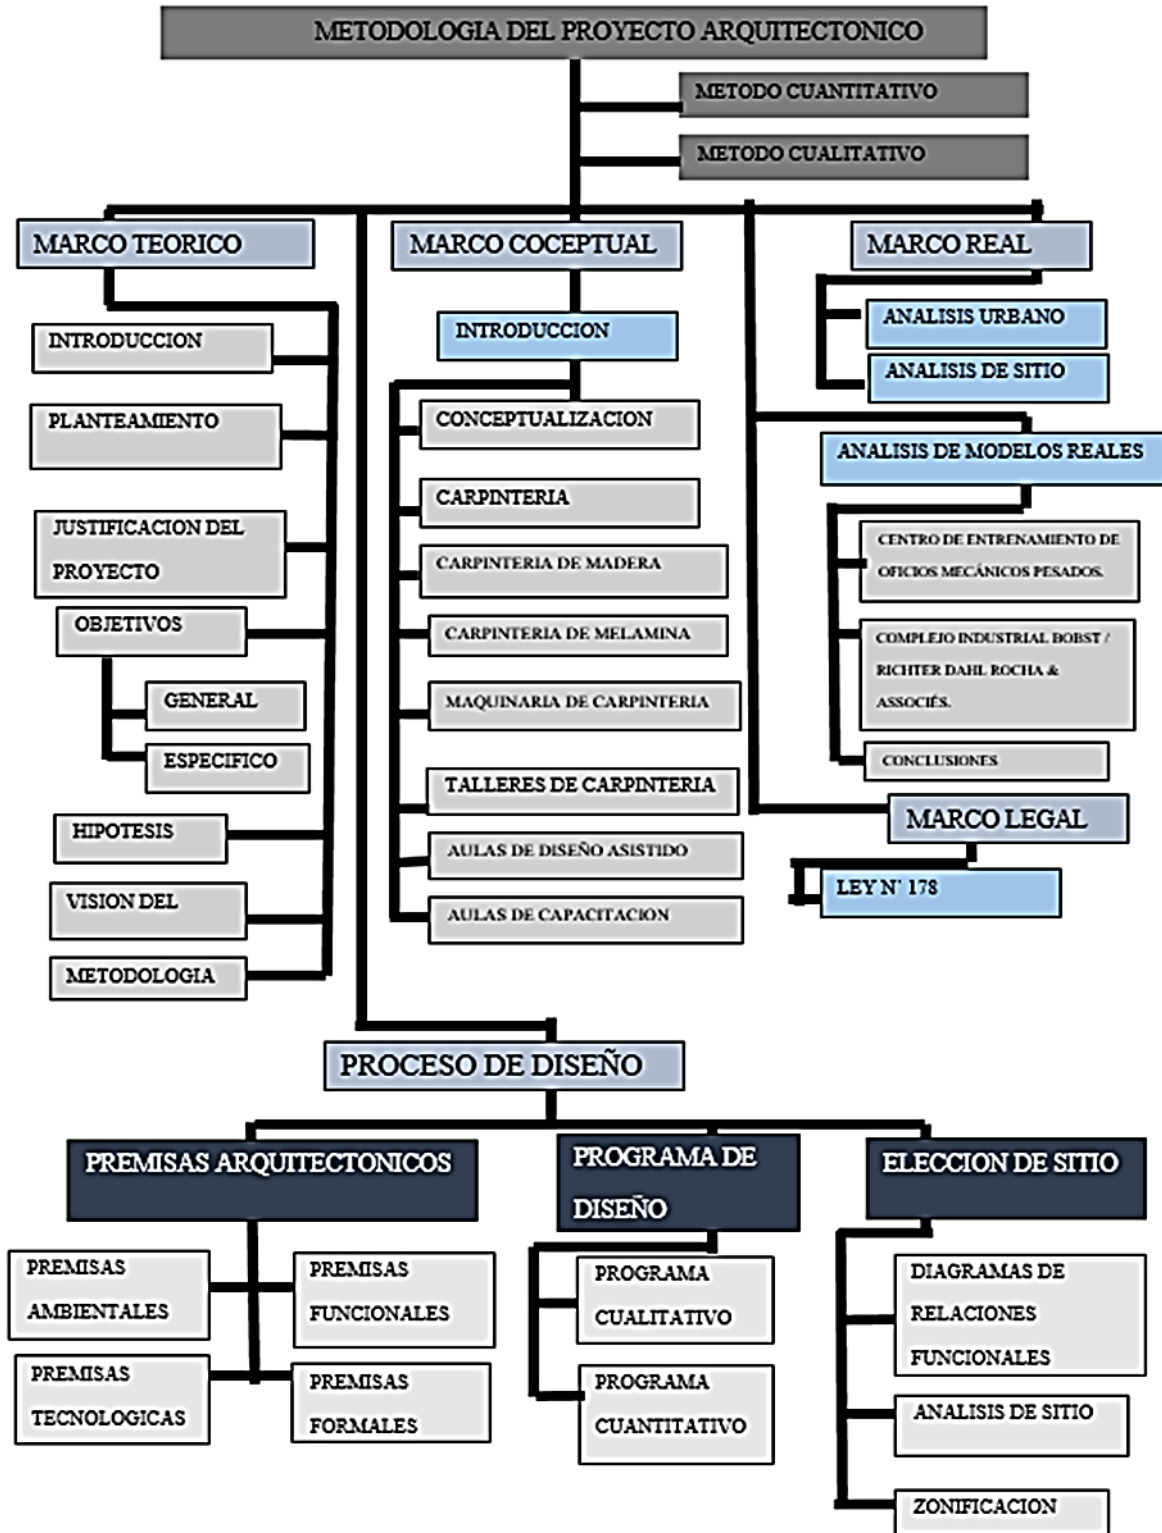 METODOLOGIA DEL PROYECTO ARQUITECTONICO
METODO CUANTITATIVO
METODO CUALITATIVO
MARCO TEORICO
INTRODUCCION
PLANTEAMIENTO
JUSTIFICACION DEL
PROYECTO
OBJETIVOS
GENERAL
ESPECIFICO
HIPOTESIS
VISION DEL
METODOLOGIA
MARCO COCEPTUAL
INTRODUCCION
CONCEPTUALIZACION
CARPINTERIA
CARPINTERIA DE MADERA
CARPINTERIA DE MELAMINA
MAQUINARIA DE CARPINTERIA
TALLERES DE CARPINTERIA
AULAS DE DISEÑO ASISTIDO
AULAS DE CAPACITACION
MARCO REAL
ANALISIS URBANO
ANALISIS DE SITIO
ANALISIS DE MODELOS REALES
CENTRO DE ENTRENAMIENTO DE
OFICIOS MECÁNICOS PESADOS.
COMPLEJO INDUSTRIAL BOBST /
RICHTER DAHL ROCHA &
ASSOCIÉS.
CONCLUSIONES
MARCO LEGAL
LEY N° 178
PROCESO DE DISEÑO
PREMISAS ARQUITECTONICOS
PREMISAS
AMBIENTALES
PREMISAS
FUNCIONALES
PREMISAS
TECNOLOGICAS
PREMISAS
FORMALES
PROGRAMA DE
DISEÑO
PROGRAMA
CUALITATIVO
PROGRAMA
CUANTITATIVO
ELECCION DE SITIO
DIAGRAMAS DE
RELACIONES
FUNCIONALES
ANALISIS DE SITIO
ZONIFICACION